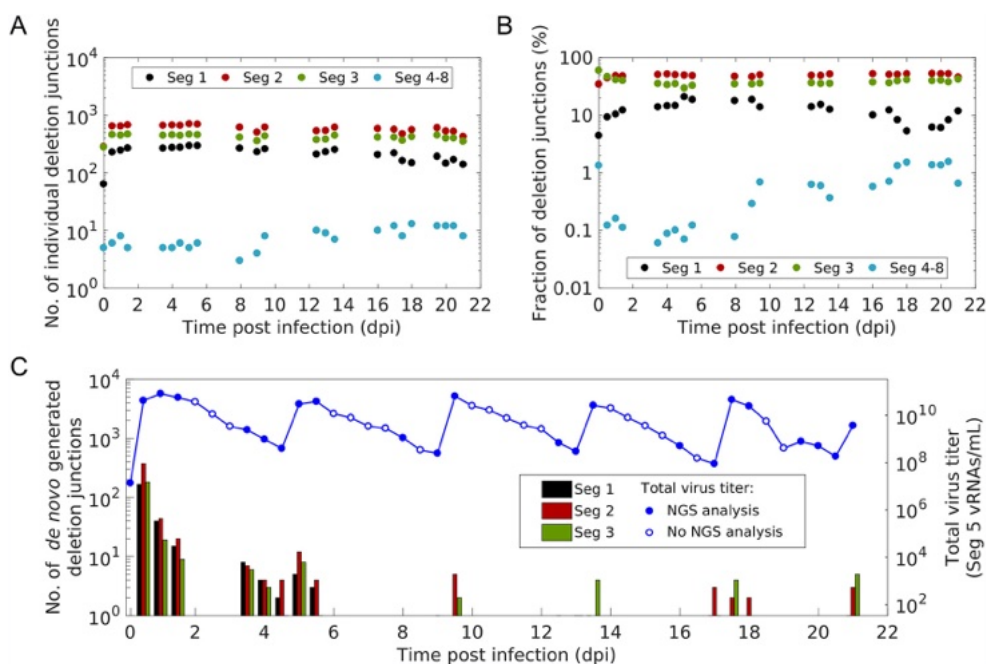 A
No. of individual deletion junctions
10^4
10^3
10^2
10^1
10^0
Seg 1 Seg 2 Seg 3 Seg 4-8
0 2 4 6 8 10 12 14 16 18 20 22
Time post infection (dpi)
B
Fraction of deletion junctions (%)
100
10
1
0.1
0.01
Seg 1 Seg 2 Seg 3 Seg 4-8
0 2 4 6 8 10 12 14 16 18 20 22
Time post infection (dpi)
C
No. of de novo generated
deletion junctions
10^4
10^3
10^2
10^1
10^0
Seg 1
Seg 2
Seg 3
Total virus titer:
NGS analysis
No NGS analysis
10^10
10^8
10^6
10^4
10^2
Total virus titer
(Seg 5 vRNAs/mL)
0 2 4 6 8 10 12 14 16 18 20 22
Time post infection (dpi)